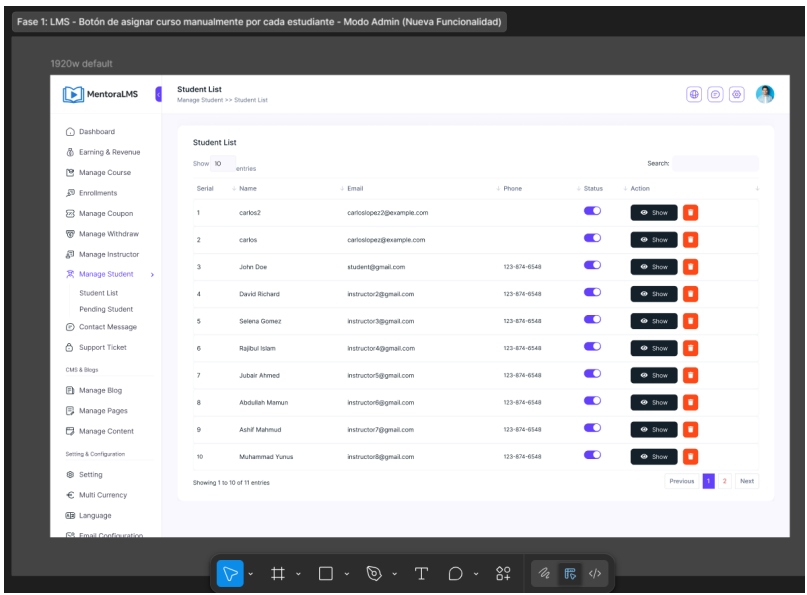 Fase 1: LMS - Botón de asignar curso manualmente por cada estudiante - Modo Admin (Nueva Funcionalidad)
1920w default
MentoraLMS
Student List
Manage Student >> Student List
Dashboard
Earning & Revenue
Manage Course
Enrollments
Manage Coupon
Manage Withdraw
Manage Instructor
Manage Student
Student List
Pending Student
Contact Message
Support Ticket
CMS & Blogs
Manage Blog
Manage Pages
Manage Content
Setting & Configuration
Setting
Multi Currency
Language
Email Configuration
Student List
Show 10 entries
Search:
Serial Name Email Phone Status Action
1 carlos2 carloslopez2@example.com Show
2 carlos carloslopez@example.com Show
3 John Doe student@gmail.com 123-874-6548 Show
4 David Richard instructor2@gmail.com 123-874-6548 Show
5 Selena Gomez instructor3@gmail.com 123-874-6548 Show
6 Rajibul Islam instructor4@gmail.com 123-874-6548 Show
7 Jubair Ahmed instructor5@gmail.com 123-874-6548 Show
8 Abdullah Mamun instructor6@gmail.com 123-874-6548 Show
9 Ashif Mahmud instructor7@gmail.com 123-874-6548 Show
10 Muhammad Yunus instructor8@gmail.com 123-874-6548 Show
Showing 1 to 10 of 11 entries
Previous 1 2 Next